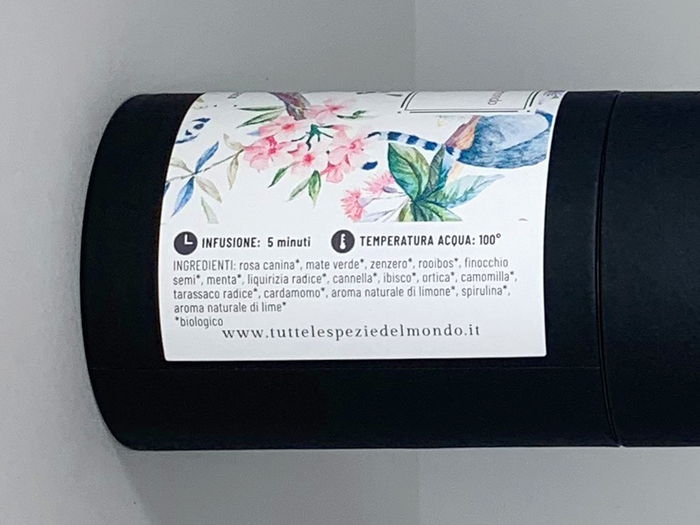 INFUSIONE: 5 minuti
TEMPERATURA ACQUA: 100°
INGREDIENTI: rosa canina*, mate verde*, zenzero*, rooibos*, finocchio
semi*, menta*, liquirizia radice*, cannella*, ibisco*, ortica*, camomilla*,
tarassaco radice*, cardamomo*, aroma naturale di limone*, spirulina*,
aroma naturale di lime*
*biologico
www.tuttelespeziedelmondo.it